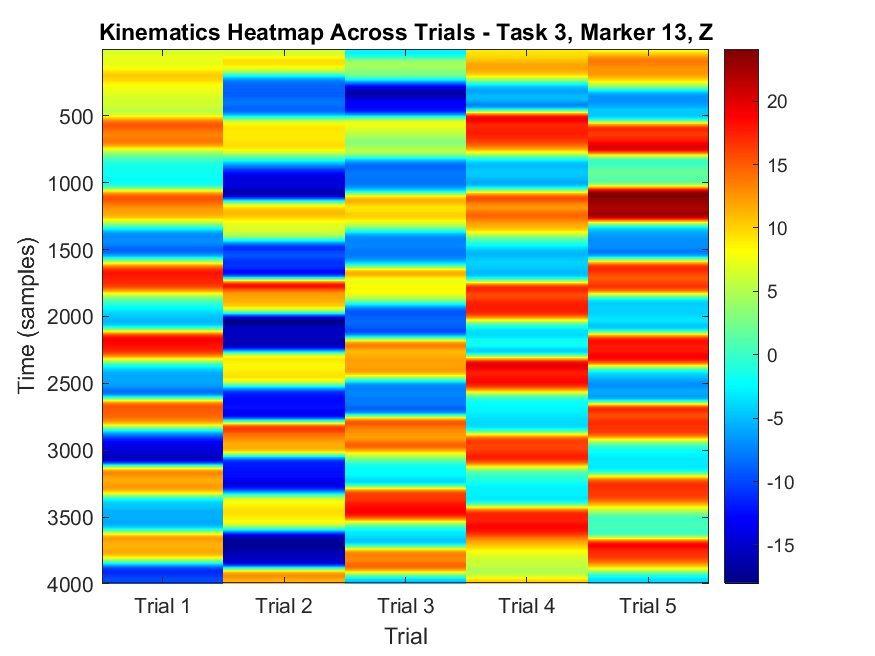 Kinematics Heatmap Across Trials - Task 3, Marker 13, Z
Time (samples)
500
1000
1500
2000
2500
3000
3500
4000
Trial 1
Trial 2
Trial 3
Trial 4
Trial 5
Trial
20
15
10
5
0
-5
-10
-15